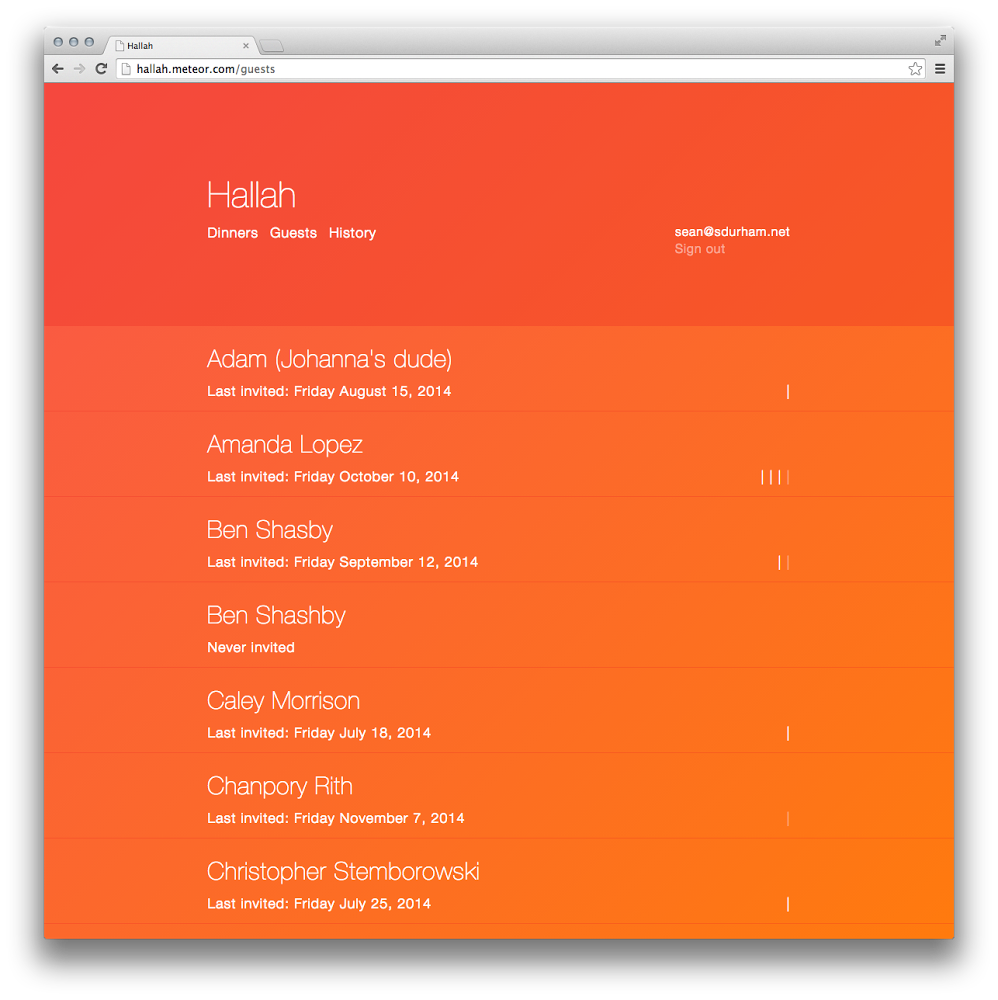 Hallah
hallah.meteor.com/guests
Hallah
Dinners Guests History
sean@sdurham.net
Sign out
Adam (Johanna's dude)
Last invited: Friday August 15, 2014
Amanda Lopez
Last invited: Friday October 10, 2014
Ben Shasby
Last invited: Friday September 12, 2014
Ben Shashby
Never invited
Caley Morrison
Last invited: Friday July 18, 2014
Chanpory Rith
Last invited: Friday November 7, 2014
Christopher Stemborowski
Last invited: Friday July 25, 2014